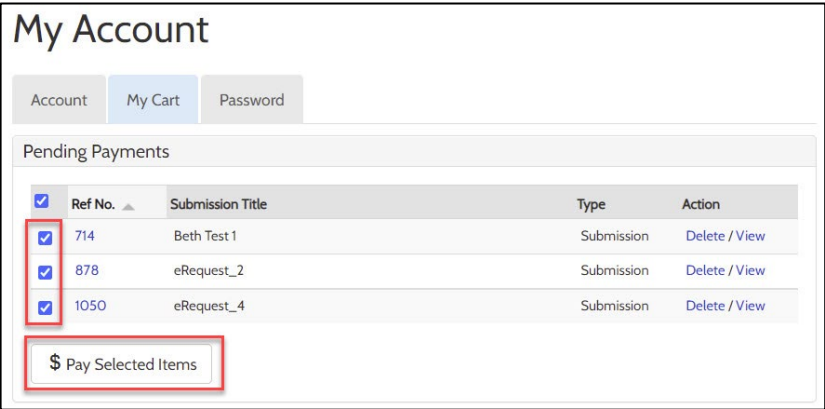 My Account
Account My Cart Password
Pending Payments
Ref No. Submission Title Type Action
714 Beth Test 1 Submission Delete / View
878 eRequest_2 Submission Delete / View
1050 eRequest_4 Submission Delete / View
$ Pay Selected Items